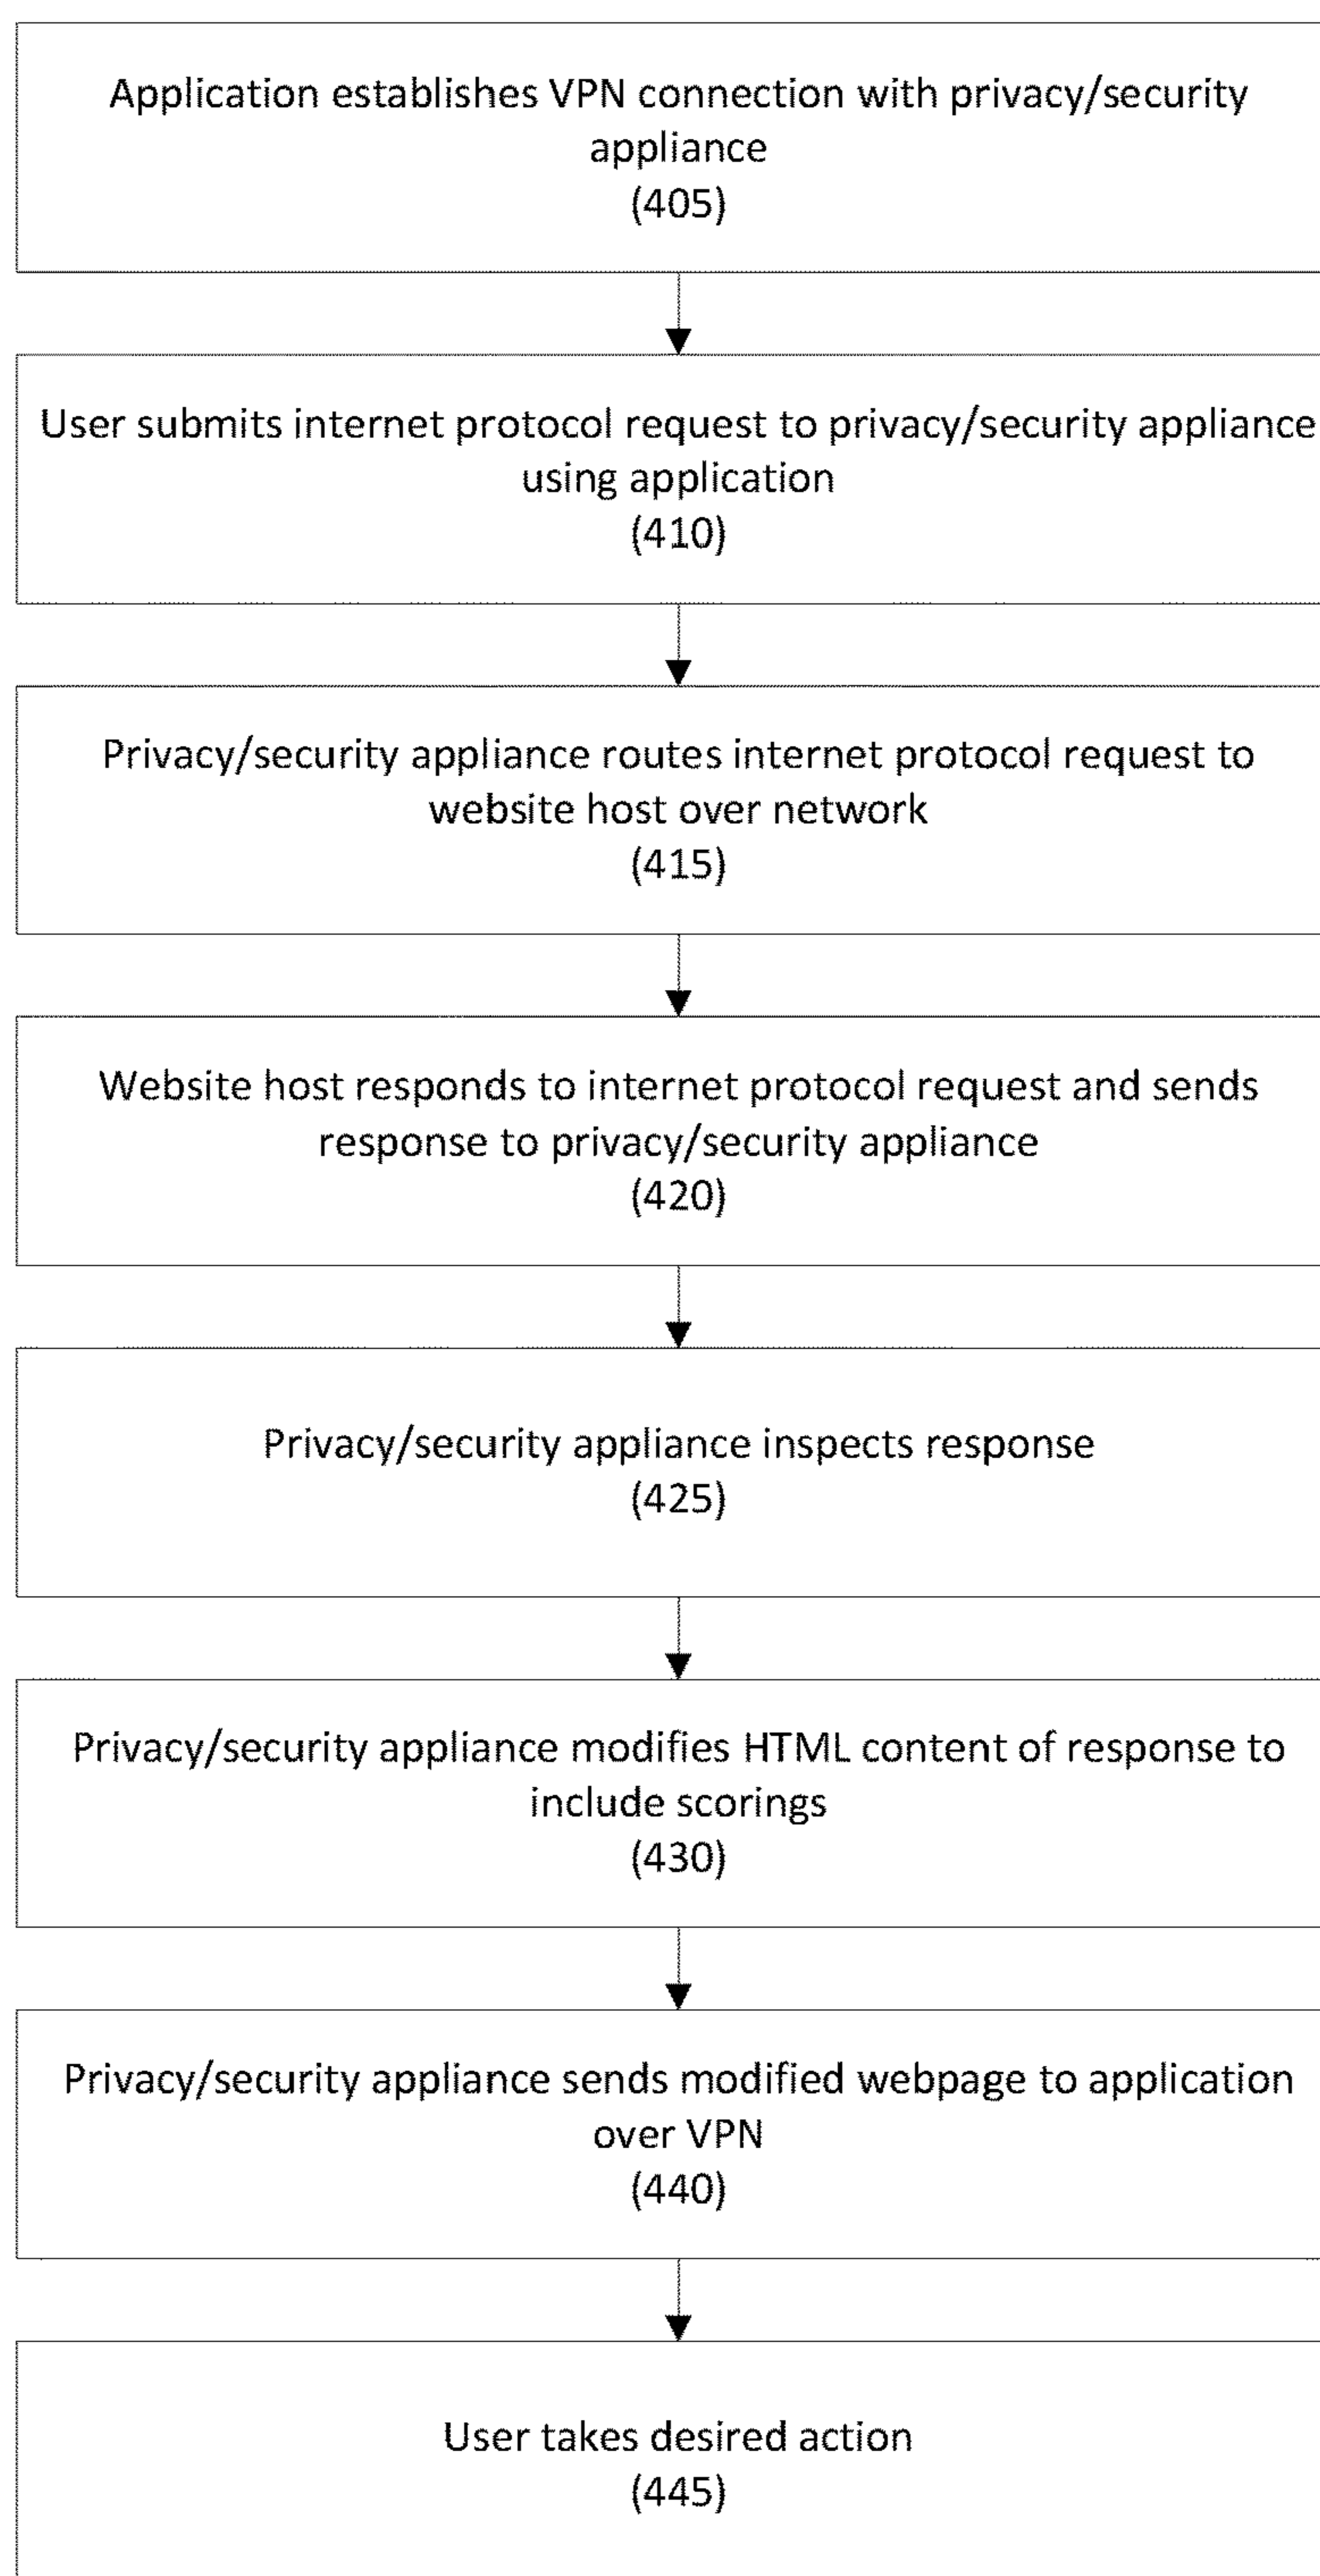 Application establishes VPN connection with privacy/security
appliance
(405)
User submits internet protocol request to privacy/security appliance
using application
(410)
Privacy/security appliance routes internet protocol request to
website host over network
(415)
Website host responds to internet protocol request and sends
response to privacy/security appliance
(420)
Privacy/security appliance inspects response
(425)
Privacy/security appliance modifies HTML content of response to
include scorings
(430)
Privacy/security appliance sends modified webpage to application
over VPN
(440)
User takes desired action
(445)